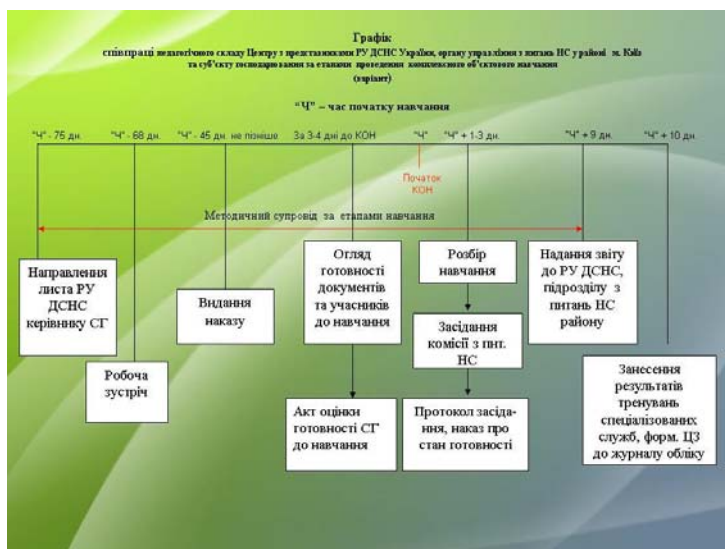 Графік
співпраці педагогічного складу Центру з представниками РУ ДСНС України, органу управління з питань НС у районі м. Київ
та суб'єкту господарювання за етапами проведення комплексного об'єктового навчання
(варіант)
"Ч" – час початку навчання
"Ч" - 75 дн.
"Ч" - 68 дн.
"Ч" - 45 дн. не пізніше
За 3-4 дні до КОН
"Ч"
"Ч" + 1-3 дн.
"Ч" + 9 дн.
"Ч" + 10 дн.
Початок
КОН
Методичний супровід за етапами навчання
Направлення
листа РУ
ДСНС
керівнику СГ
Робоча
зустріч
Видання
наказу
Огляд
готовності
документів
та учасників
до навчання
Акт оцінки
готовності СГ
до навчання
Розбір
навчання
Засідання
комісії з пит.
НС
Протокол засіда-
ння, наказ про
стан готовності
Надання звіту
до РУ ДСНС,
підрозділу з
питань НС
району
Занесення
результатів
тренувань
спеціалізованих
служб, форм. ЦЗ
до журналу обліку